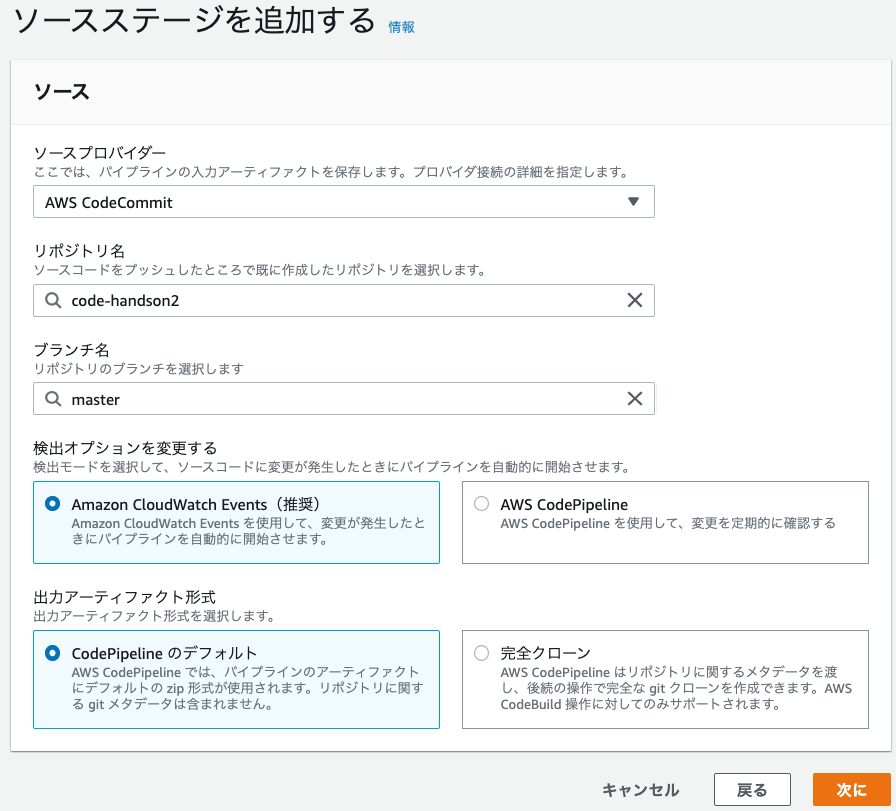 ソースステージを追加する 情報
ソース
ソースプロバイダー
ここでは、パイプラインの入力アーティファクトを保存します。プロバイダ接続の詳細を指定します。
AWS CodeCommit
リポジトリ名
ソースコードをプッシュしたところで既に作成したリポジトリを選択します。
code-handson2
ブランチ名
リポジトリのブランチを選択します
master
検出オプションを変更する
検出モードを選択して、ソースコードに変更が発生したときにパイプラインを自動的に開始させます。
Amazon CloudWatch Events（推奨）
Amazon CloudWatch Events を使用して、変更が発生したと
きにパイプラインを自動的に開始させます。
AWS CodePipeline
AWS CodePipeline を使用して、変更を定期的に確認する
出力アーティファクト形式
出力アーティファクト形式を選択します。
CodePipeline のデフォルト
AWS CodePipeline では、パイプラインのアーティファクト
にデフォルトの zip 形式が使用されます。リポジトリに関す
る git メタデータは含まれません。
完全クローン
AWS CodePipeline はリポジトリに関するメタデータを渡
し、後続の操作で完全な git クローンを作成できます。AWS
CodeBuild 操作に対してのみサポートされます。
キャンセル
戻る
次に